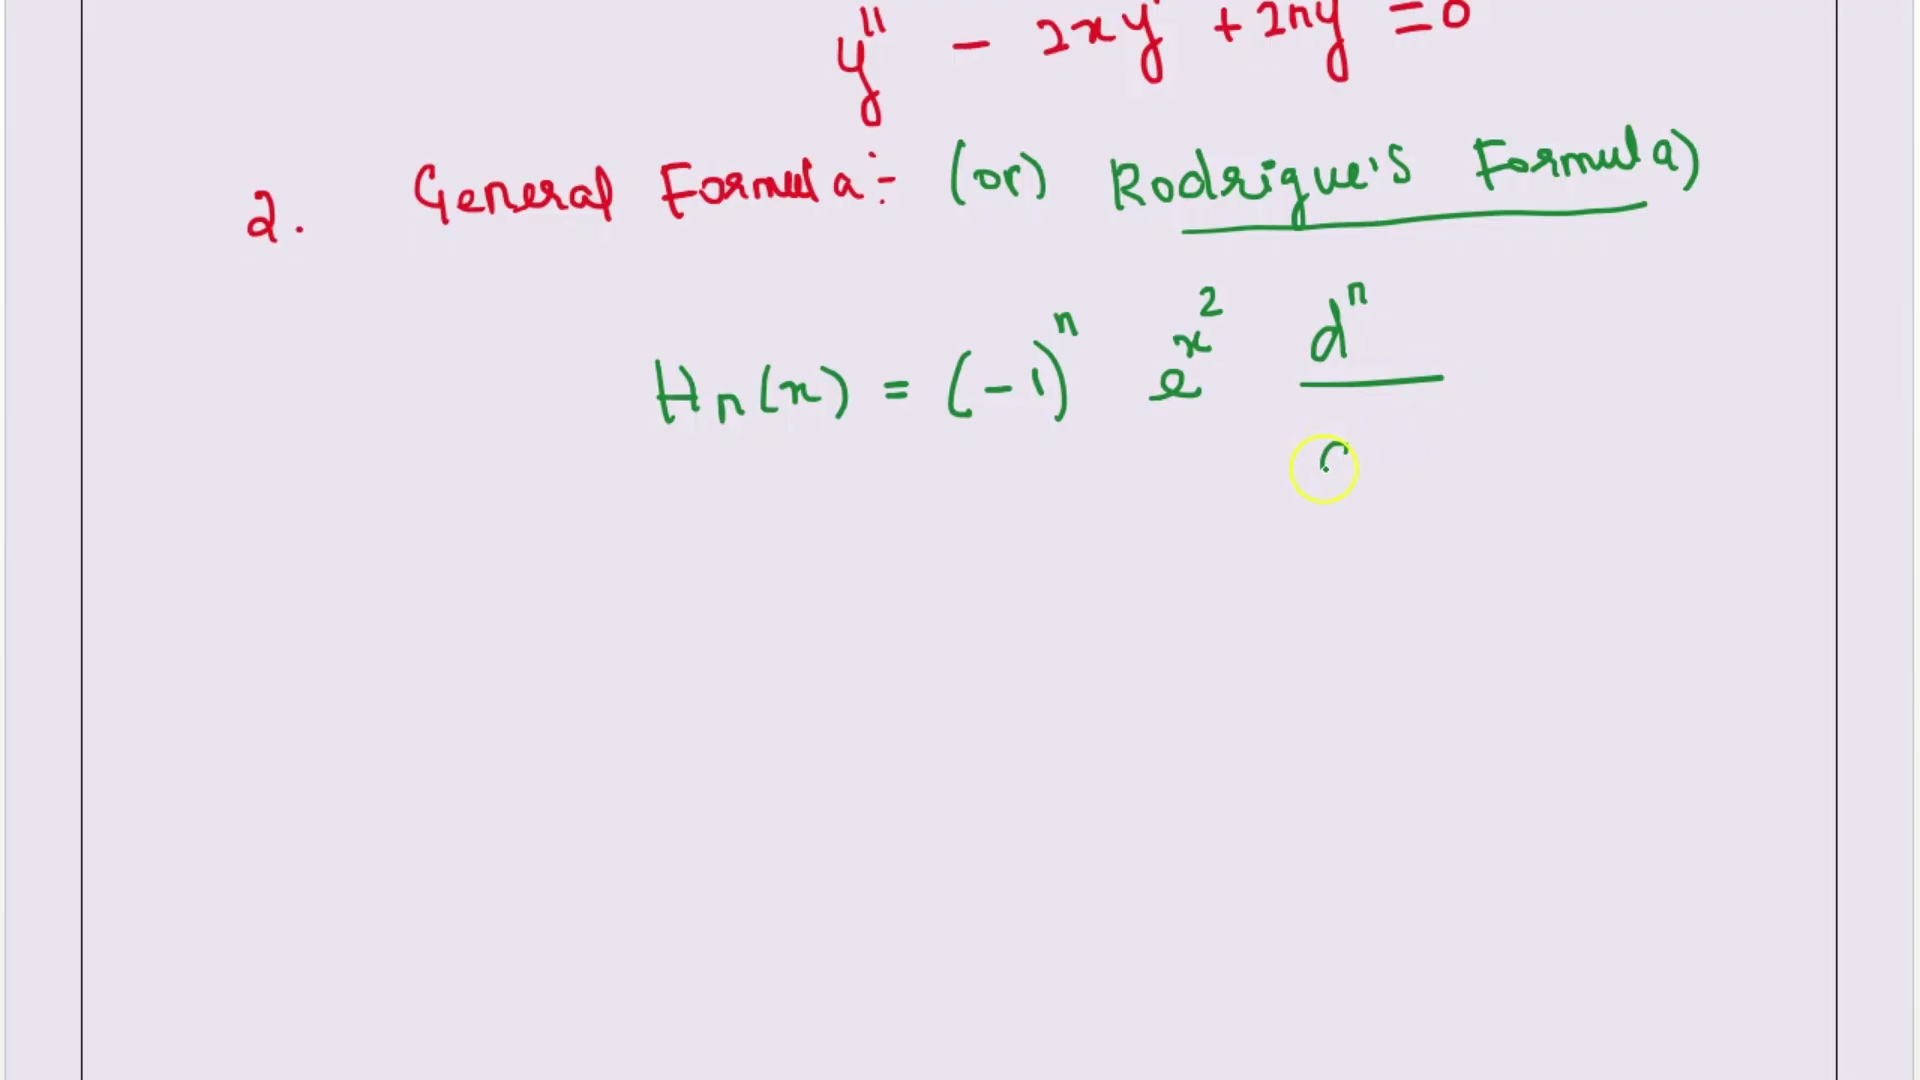 y'' - 2xy' + 2ny = 0
2. General Formula:- (or) Rodrigue's Formula)
Hn(x) = (-1)^n e^x^2 d^n